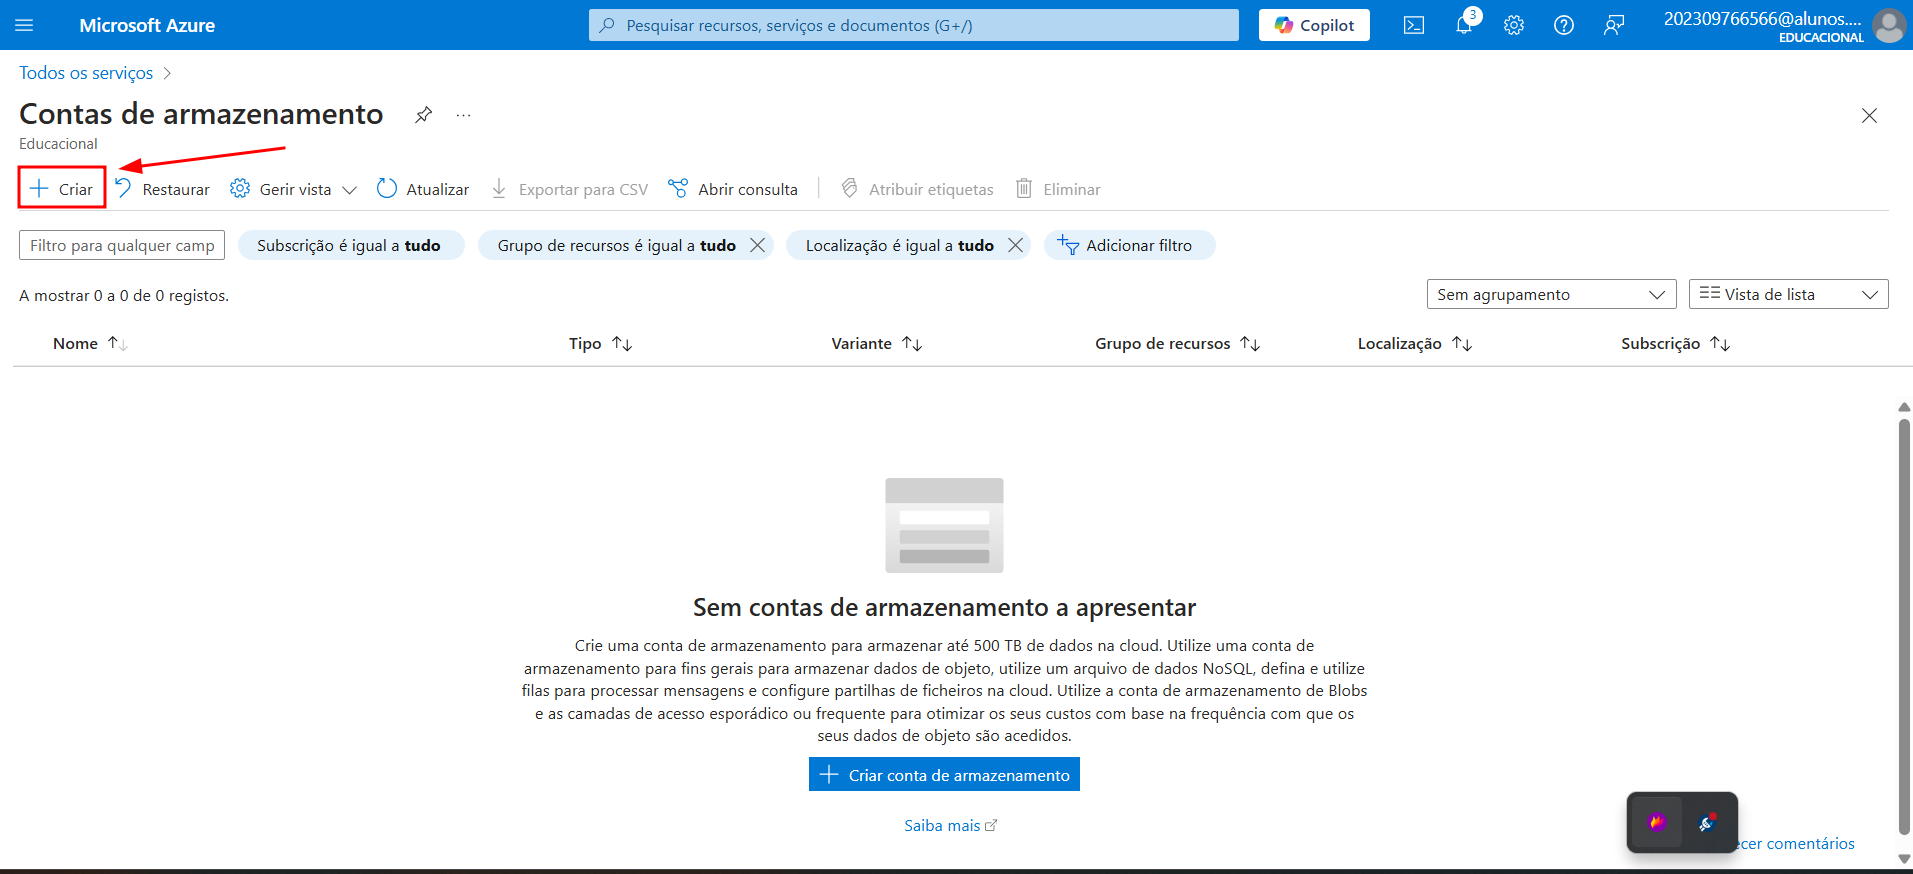 Microsoft Azure
Pesquisar recursos, serviços e documentos (G+/)
Copilot
3
202309766566@alunos....
EDUCACIONAL
Todos os serviços
Contas de armazenamento
...
Educacional
Criar
Restaurar
Gerir vista
Atualizar
Exportar para CSV
Abrir consulta
Atribuir etiquetas
Eliminar
Filtro para qualquer camp
Subscrição é igual a tudo
Grupo de recursos é igual a tudo
Localização é igual a tudo
Adicionar filtro
A mostrar 0 a 0 de 0 registos.
Sem agrupamento
Vista de lista
Nome
Tipo
Variante
Grupo de recursos
Localização
Subscrição
Sem contas de armazenamento a apresentar
Crie uma conta de armazenamento para armazenar até 500 TB de dados na cloud. Utilize uma conta de
armazenamento para fins gerais para armazenar dados de objeto, utilize um arquivo de dados NoSQL, defina e utilize
filas para processar mensagens e configure partilhas de ficheiros na cloud. Utilize a conta de armazenamento de Blobs
e as camadas de acesso esporádico ou frequente para otimizar os seus custos com base na frequência com que os
seus dados de objeto são acedidos.
Criar conta de armazenamento
Saiba mais
ecer comentários